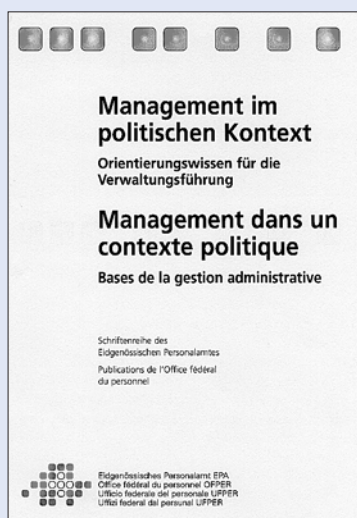 Management im
politischen Kontext
Orientierungswissen für die
Verwaltungsführung
Management dans un
contexte politique
Bases de la gestion administrative
Schriftenreihe des
Eidgenössischen Personalamtes
Publications de l'Office fédéral
du personnel
Eidgenössisches Personalamt EPA
Office fédéral du personnel OFPER
Ufficio federale del personale UFPER
Uffizi federal dal persunal UFPER